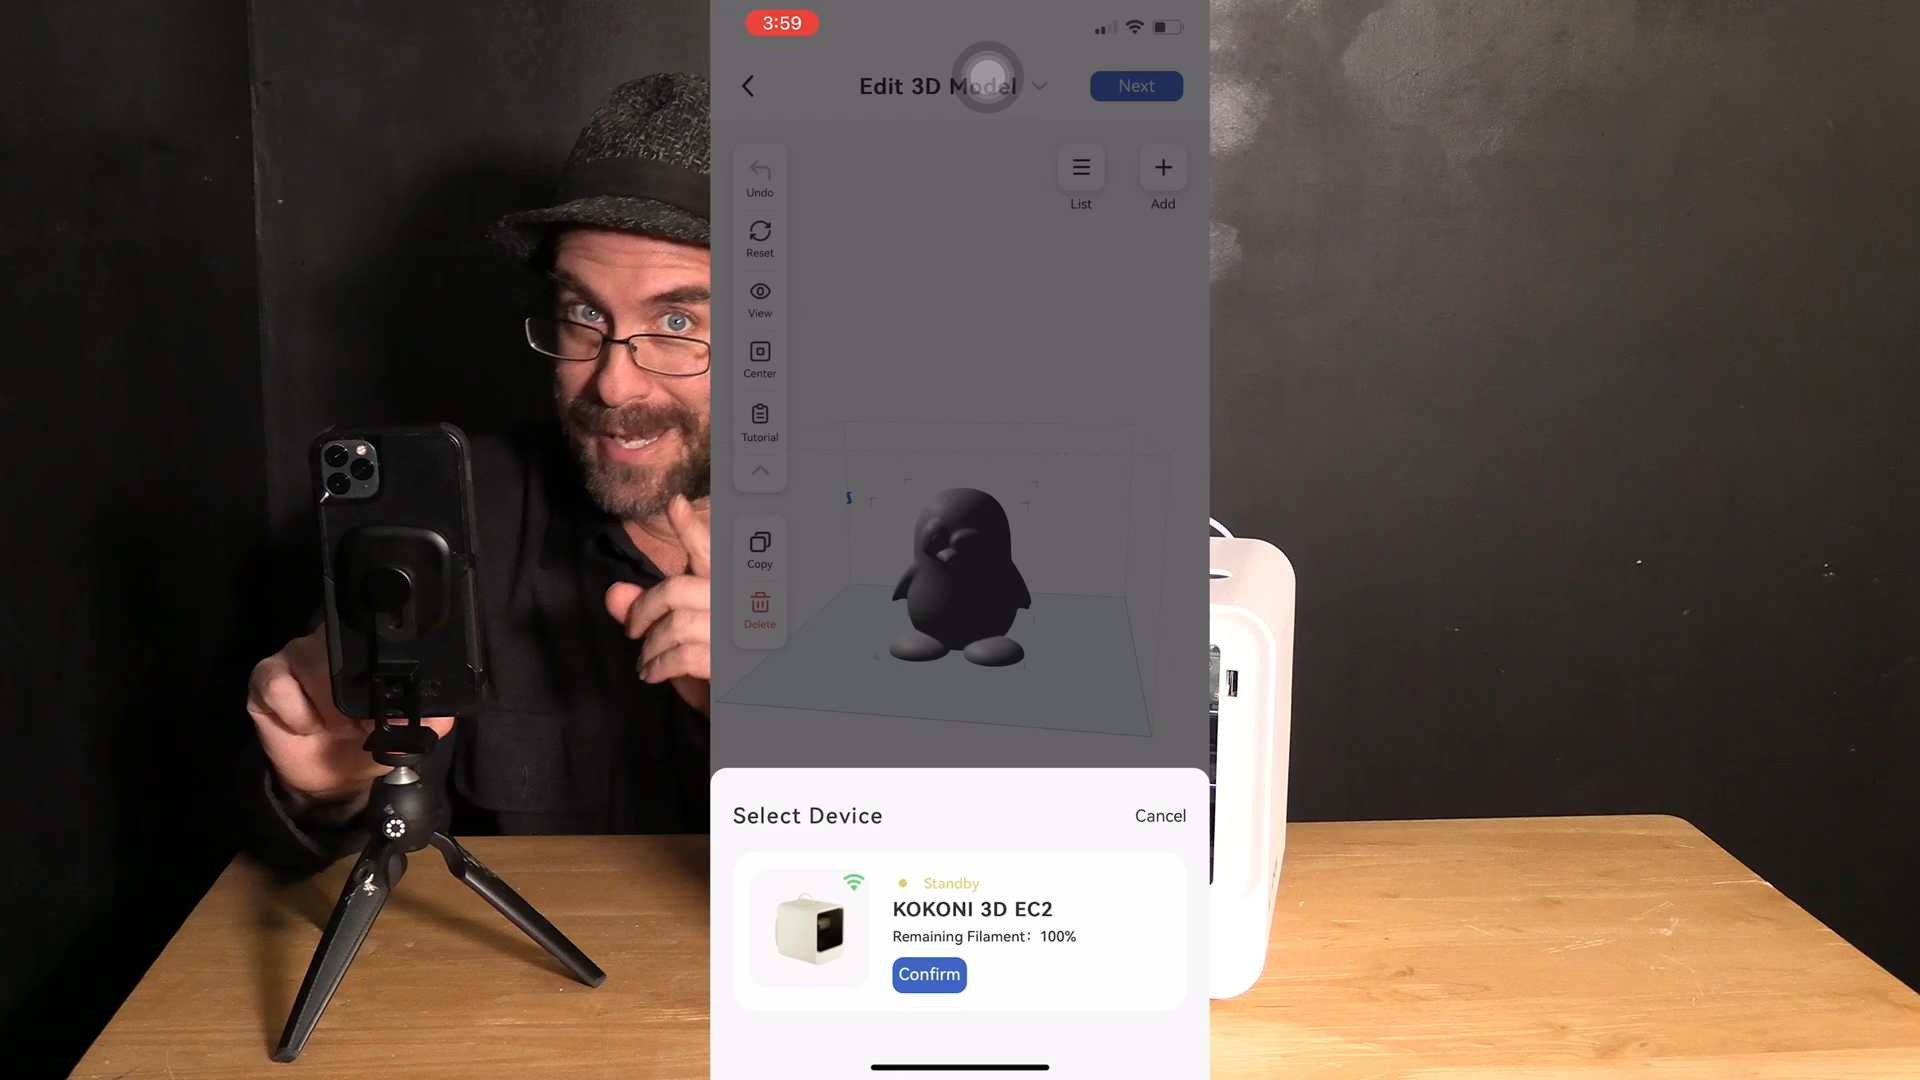 3:59
Edit 3D Model
Next
Undo
List
Add
Reset
View
Center
Tutorial
Copy
Delete
Select Device
Cancel
Standby
KOKONI 3D EC2
Remaining Filament: 100%
Confirm